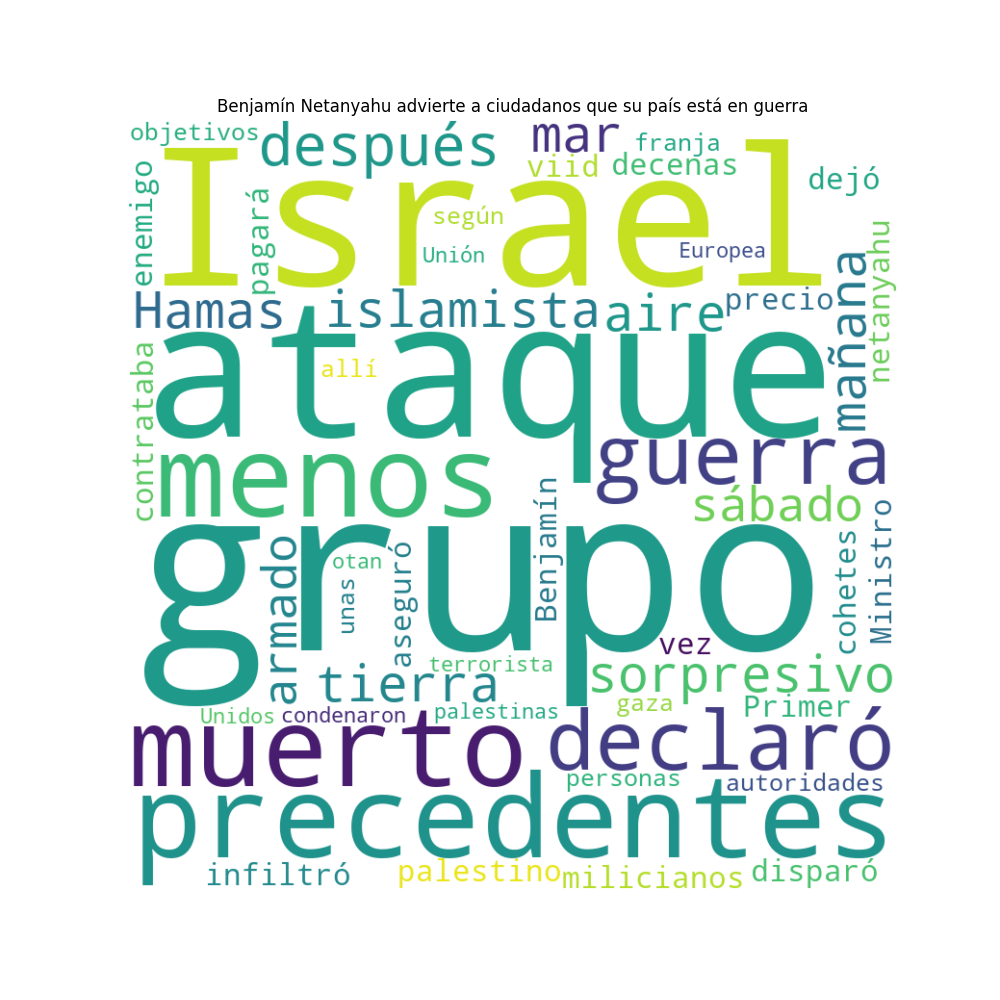 Benjamín Netanyahu advierte a ciudadanos que su país está en guerra
objetivos
después
mar
franja
viid
decenas
dejó
Israel
enemigo
pagará
según
Unión
Europea
netanyahu
mañana
Hamas
islamista
aire
precio
ataque
allí
contrataba
menos
guerra
sábado
Benjamín
Ministro
cohetes
grupo
armado
otan
unas
aseguró
vez
terrorista
tierra
sorpresivo
gaza
Primer
Unidos
condenaron
palestinas
muerto
declaró
personas
autoridades
precedentes
infiltró
palestino
milicianos
disparó